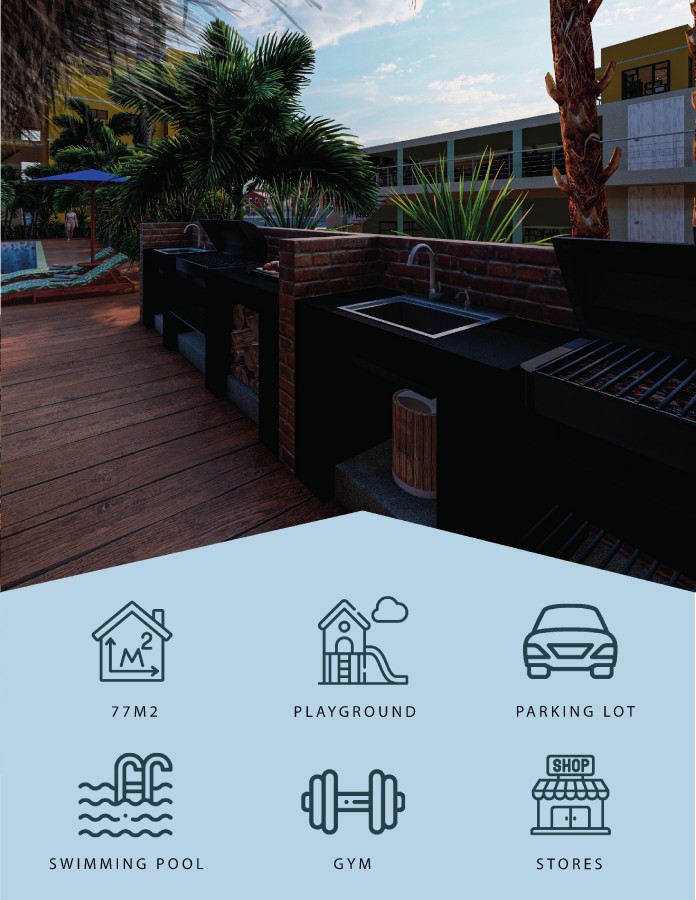 M2
77M2
PLAYGROUND
PARKING LOT
SHOP
SWIMMING POOL
GYM
STORES